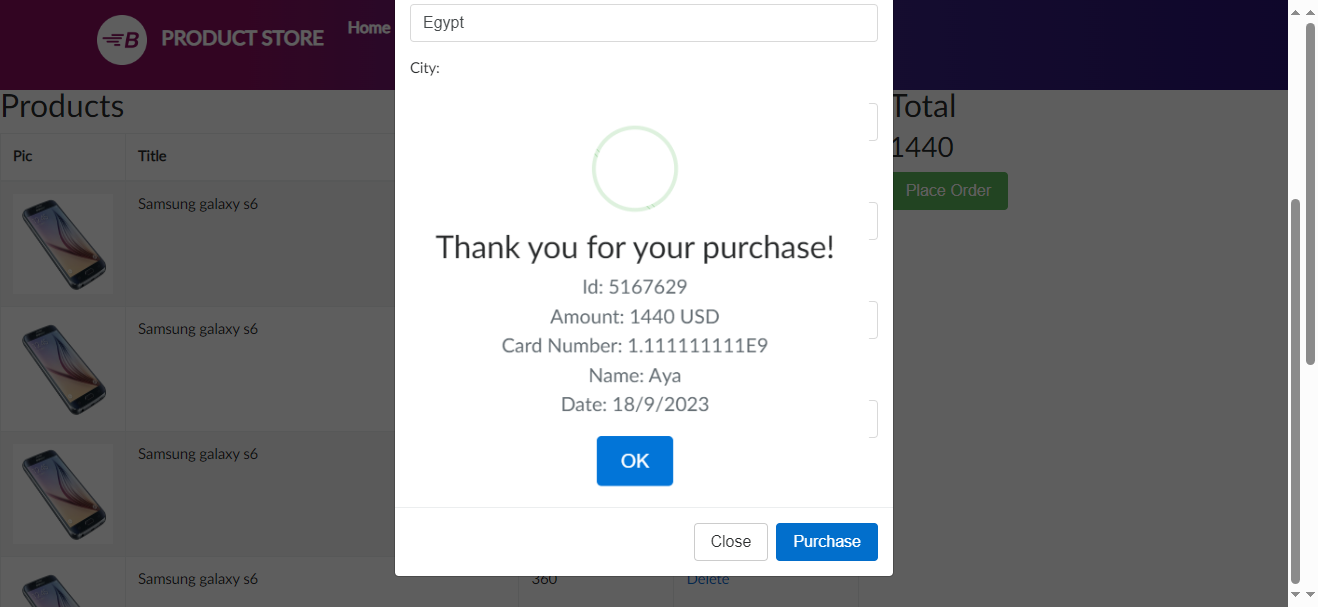 Egypt
B PRODUCT STORE Home
City:
Products
Total
Pic Title
1440
Place Order
Samsung galaxy s6
Thank you for your purchase!
Id: 5167629
Amount: 1440 USD
Samsung galaxy s6
Card Number: 1.111111111E9
Name: Aya
Date: 18/9/2023
Samsung galaxy s6
OK
Close Purchase
Samsung galaxy s6 360 Delete